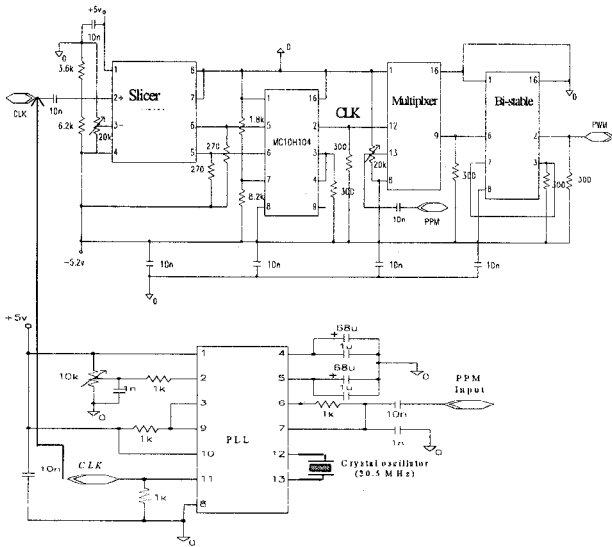 +5v
10n
0
1
8
1
16
1
16
0
3.6k
Slicer
7
1.8k
Multiplxer
Bi-stable
CLK
10n
2+
MC10H104
CLK
PWM
6.2k
3-
20k
6
5
2
12
9
6
2
5
6
3
13
7
3
4
270
270
7
4
300
20k
8
300
300
300
8.2k
8
9
300
8
10n
PPM
-5.2v
10n
10n
10n
10n
0
+5v
68u
1
4
1u
10k
2
1k
5
68u
1u
0
1n
3
6
1k
PPM
Input
0
1k
9
PLL
7
10n
10
1n
0
10n
CLK
11
12
Crystal oscillator
(20.5 MHz)
13
1k
8
0